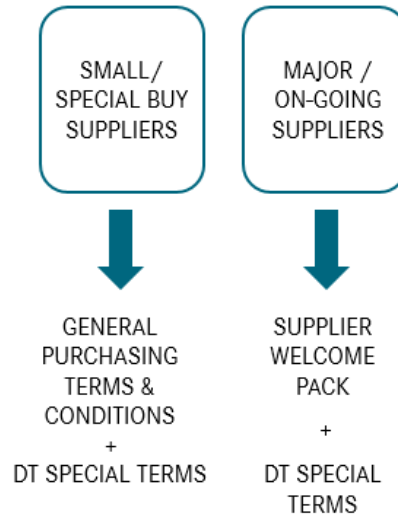 SMALL/
SPECIAL BUY
SUPPLIERS
MAJOR /
ON-GOING
SUPPLIERS
GENERAL
PURCHASING
TERMS &
CONDITIONS
+
DT SPECIAL TERMS
SUPPLIER
WELCOME
PACK
+
DT SPECIAL
TERMS